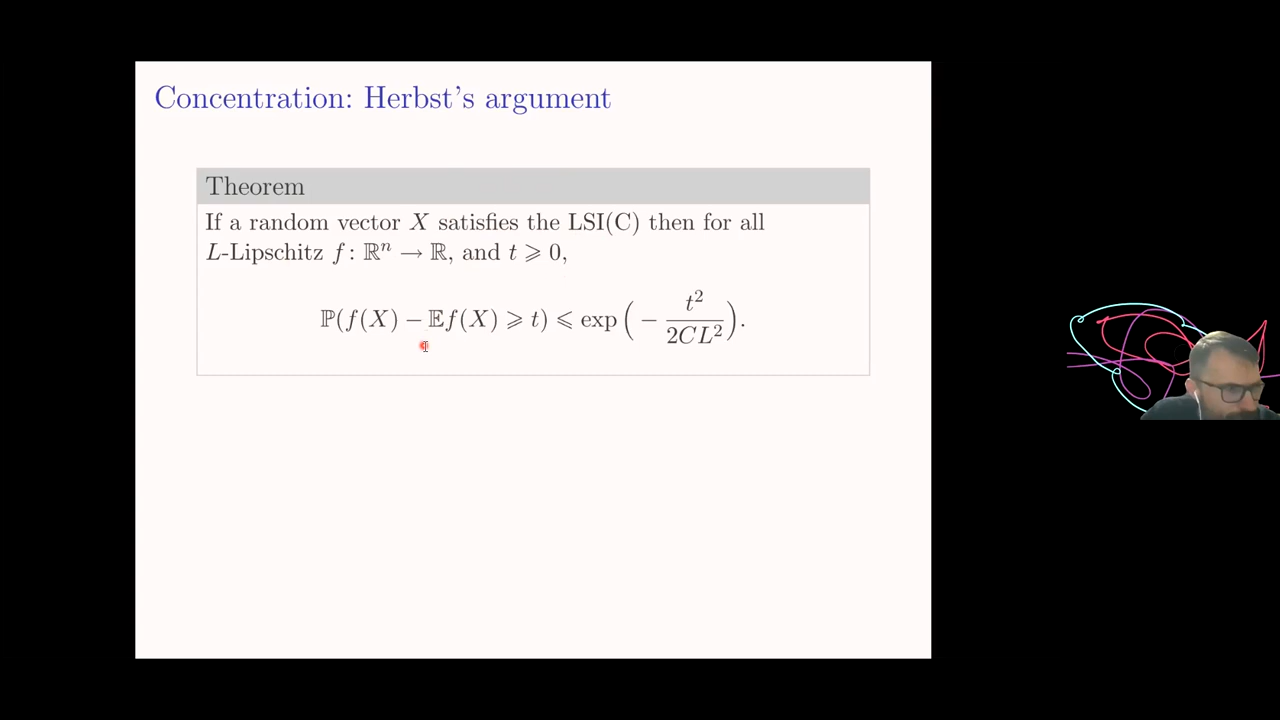 Concentration: Herbst's argument
Theorem
If a random vector X satisfies the LSI(C) then for all
L-Lipschitz f: ℝⁿ → ℝ, and t ⩾ 0,
ℙ(f(X) − 𝔼f(X) ⩾ t) ⩽ exp( − t²/2CL² ).